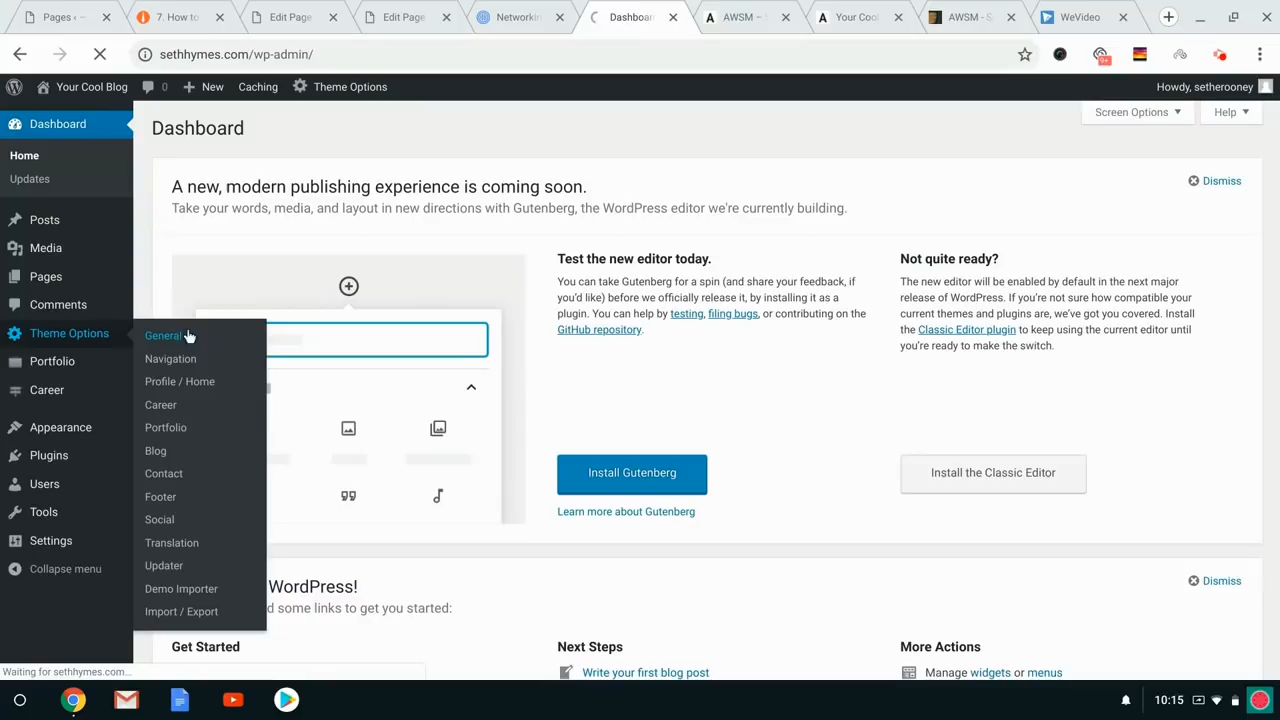 Pages ‹
7. How to
Edit Page
Edit Page
Networkin
Dashboa
AWSM –
Your Cool
AWSM - S
WeVideo
sethhymes.com/wp-admin/
9+
Your Cool Blog
0
New
Caching
Theme Options
Howdy, setherooney
Dashboard
Home
Updates
Posts
Media
Pages
Comments
Theme Options
Portfolio
Career
Appearance
Plugins
Users
Tools
Settings
Collapse menu
General
Navigation
Profile / Home
Career
Portfolio
Blog
Contact
Footer
Social
Translation
Updater
Demo Importer
Import / Export
Dashboard
Screen Options
Help
A new, modern publishing experience is coming soon.
Dismiss
Take your words, media, and layout in new directions with Gutenberg, the WordPress editor we're currently building.
Test the new editor today.
You can take Gutenberg for a spin (and share your feedback, if
you'd like) before we officially release it, by installing it as a
plugin. You can help by testing, filing bugs, or contributing on the
GitHub repository.
Install Gutenberg
Learn more about Gutenberg
Not quite ready?
The new editor will be enabled by default in the next major
release of WordPress. If you're not sure how compatible your
current themes and plugins are, we've got you covered. Install
the Classic Editor plugin to keep using the current editor until
you're ready to make the switch.
Install the Classic Editor
WordPress!
Dismiss
d some links to get you started:
Get Started
Next Steps
Write your first blog post
More Actions
Manage widgets or menus
Waiting for sethhymes.com...
10:15